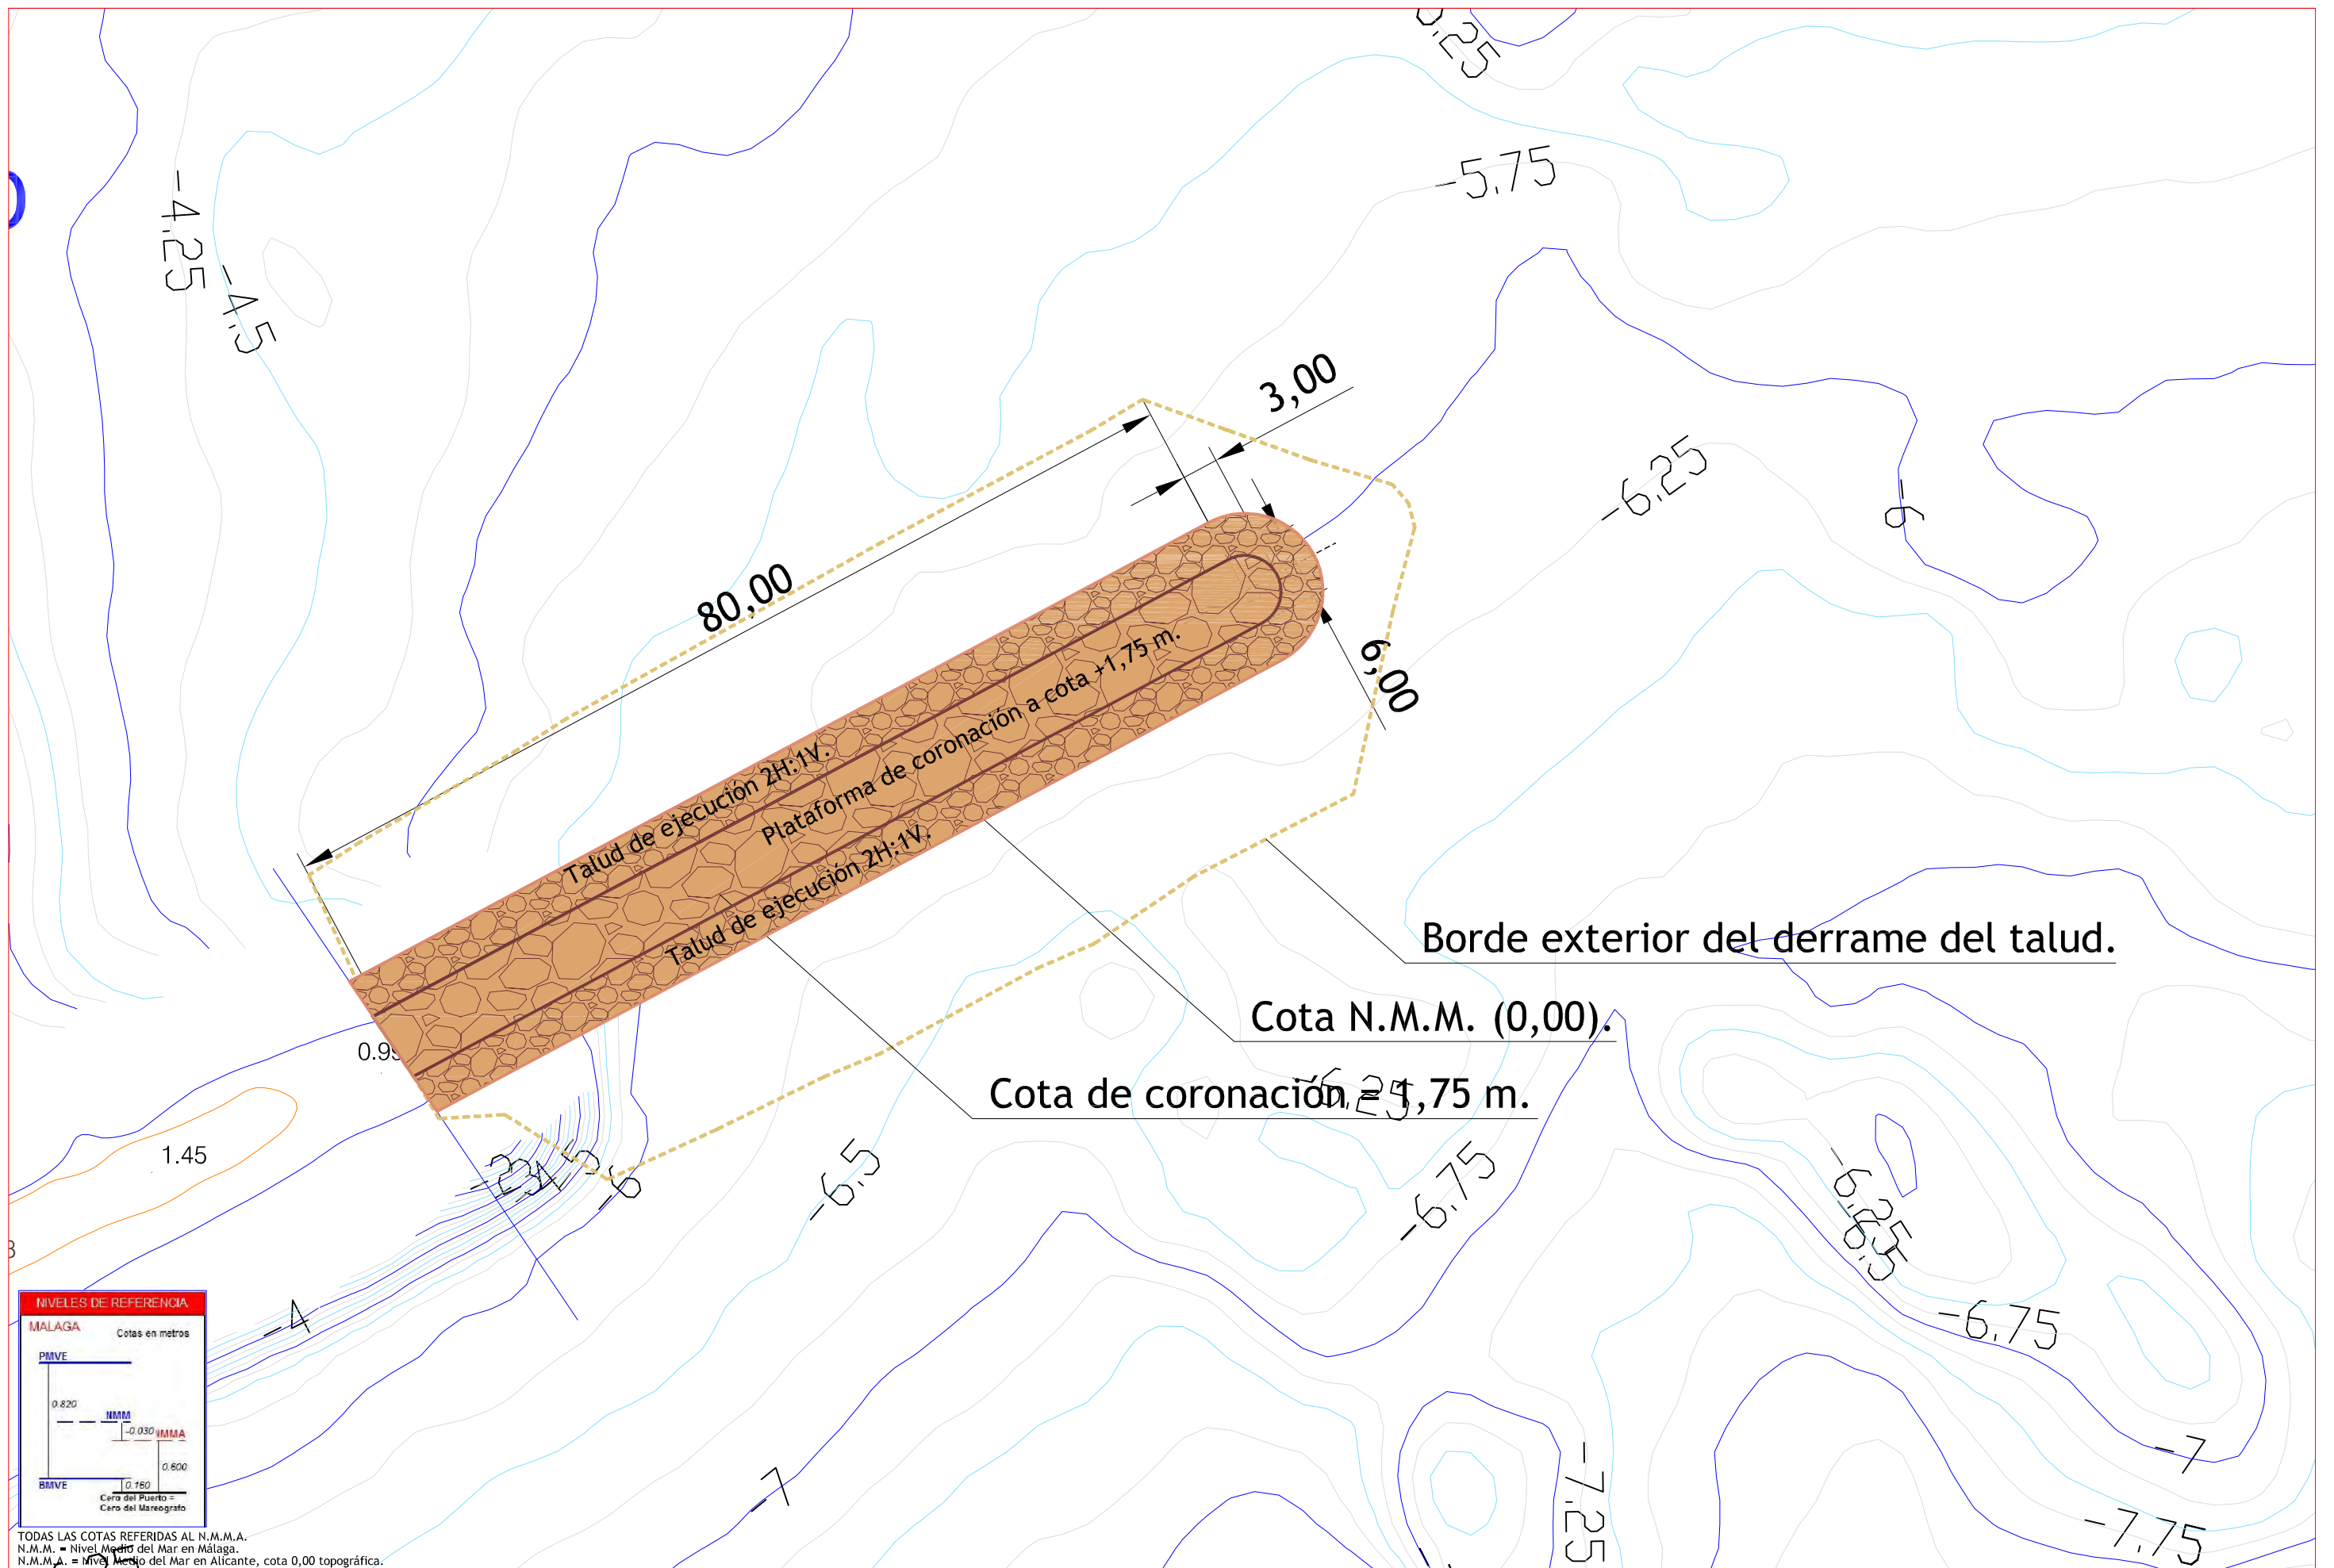 -5.75
-4.25
-4.5
3,00
-6.25
-6
80,00
6,00
Talud de ejecución 2H:1V.
Plataforma de coronación a cota +1,75 m.
Talud de ejecución 2H:1V.
Borde exterior del derrame del talud.
Cota N.M.M. (0,00).
Cota de coronación = 1,75 m.
-6.25
1.45
-6
-6.5
-6.75
-6.25
-6.5
-4
-6.75
-7
-7
-7.25
-7.75
NIVELES DE REFERENCIA
MALAGA
Cotas en metros
PMVE
0.820
NMM
-0.030
NMMA
0.600
BMVE
0.160
Cero del Puerto =
Cero del Mareografo
TODAS LAS COTAS REFERIDAS AL N.M.M.A.
N.M.M. = Nivel Medio del Mar en Málaga.
N.M.M.A. = Nivel Medio del Mar en Alicante, cota 0,00 topográfica.